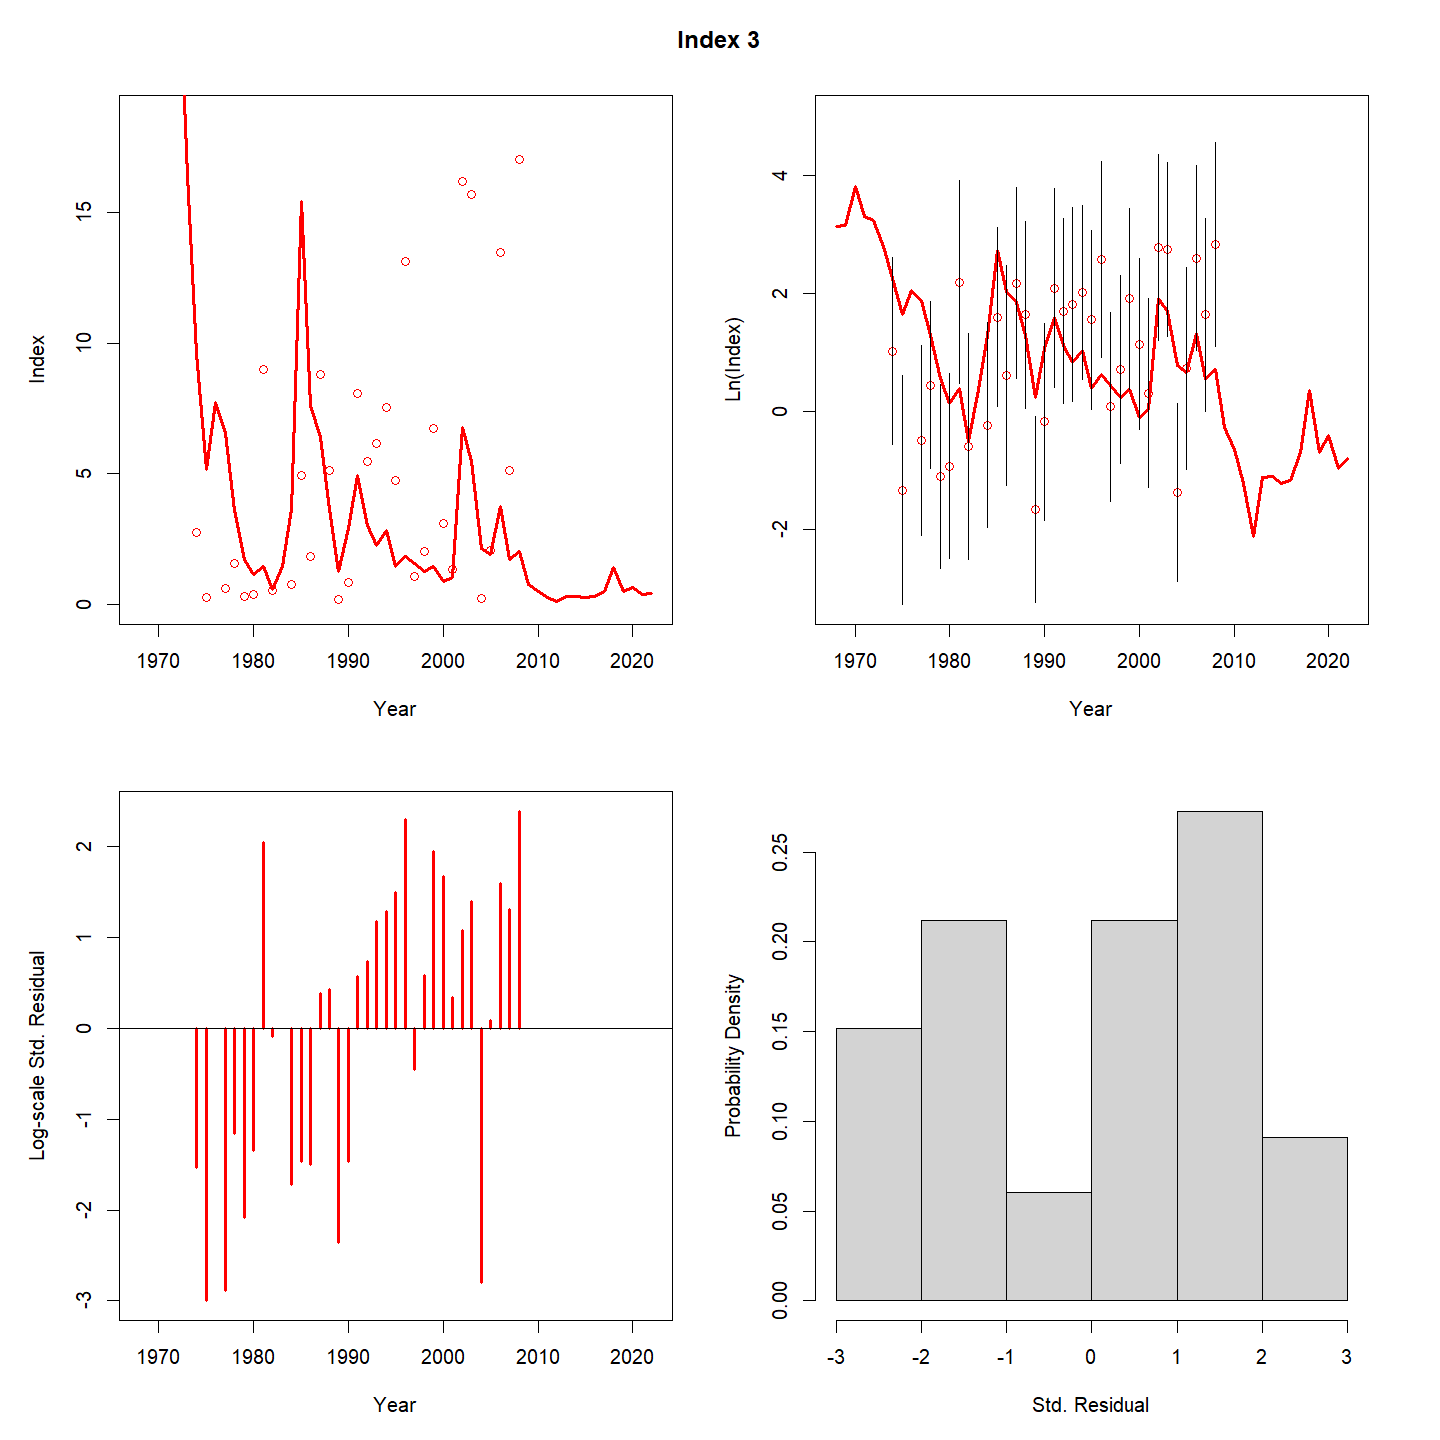 Index 3
Index
0 5 10 15
1970 1980 1990 2000 2010 2020
Year
Ln(Index)
-2 0 2 4
1970 1980 1990 2000 2010 2020
Year
Log-scale Std. Residual
-3 -2 -1 0 1 2
1970 1980 1990 2000 2010 2020
Year
Probability Density
0.00 0.05 0.10 0.15 0.20 0.25
-3 -2 -1 0 1 2 3
Std. Residual